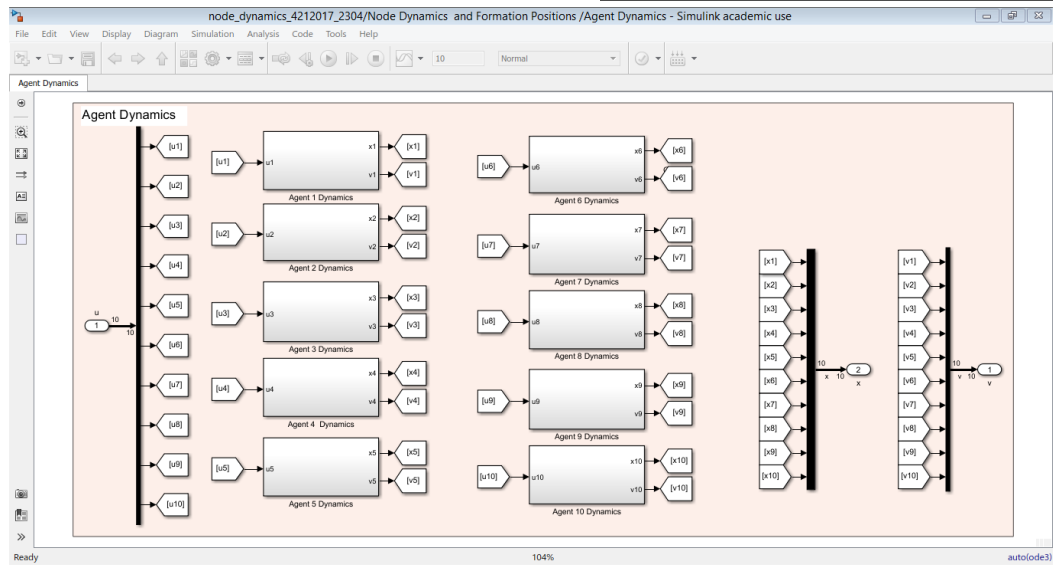 node_dynamics_4212017_2304/Node Dynamics and Formation Positions /Agent Dynamics - Simulink academic use
File Edit View Display Diagram Simulation Analysis Code Tools Help
10 Normal
Agent Dynamics
Agent Dynamics
u
1
10
10
[u1]
[u2]
[u3]
[u4]
[u5]
[u6]
[u7]
[u8]
[u9]
[u10]
[u1] u1 x1 [x1]
v1 [v1]
Agent 1 Dynamics
[u2] u2 x2 [x2]
v2 [v2]
Agent 2 Dynamics
[u3] u3 x3 [x3]
v3 [v3]
Agent 3 Dynamics
[u4] u4 x4 [x4]
v4 [v4]
Agent 4 Dynamics
[u5] u5 x5 [x5]
v5 [v5]
Agent 5 Dynamics
[u6] u6 x6 [x6]
v6 [v6]
Agent 6 Dynamics
[u7] u7 x7 [x7]
v7 [v7]
Agent 7 Dynamics
[u8] u8 x8 [x8]
v8 [v8]
Agent 8 Dynamics
[u9] u9 x9 [x9]
v9 [v9]
Agent 9 Dynamics
[u10] u10 x10 [x10]
v10 [v10]
Agent 10 Dynamics
[x1]
[x2]
[x3]
[x4]
[x5]
[x6]
[x7]
[x8]
[x9]
[x10]
10
x 10
2
x
[v1]
[v2]
[v3]
[v4]
[v5]
[v6]
[v7]
[v8]
[v9]
[v10]
10
v 10
1
v
Ready 104% auto(ode3)